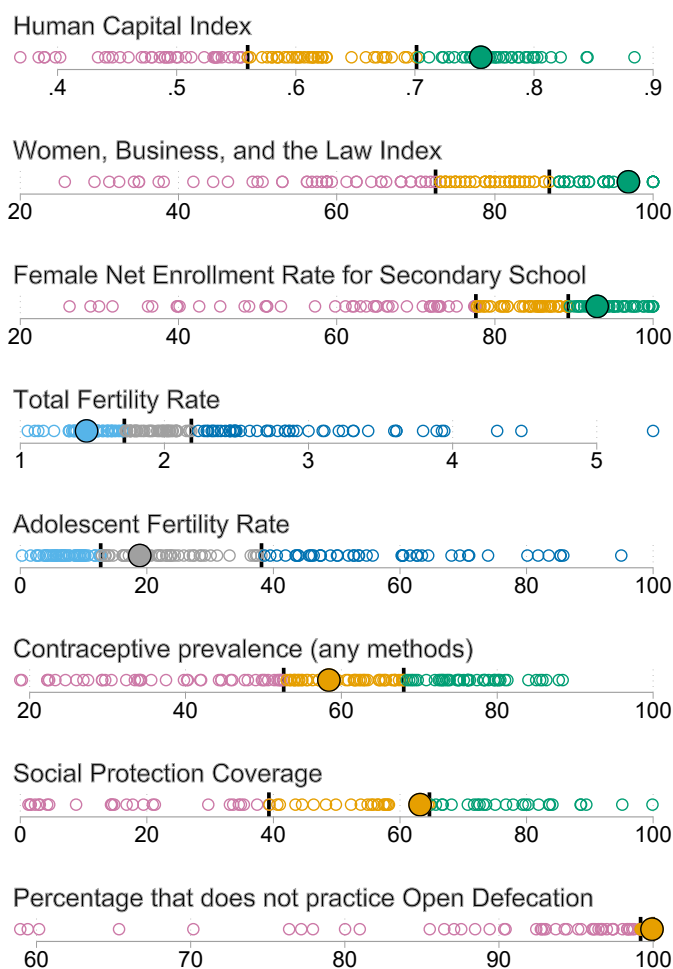 Human Capital Index
.4 .5 .6 .7 .8 .9
Women, Business, and the Law Index
20 40 60 80 100
Female Net Enrollment Rate for Secondary School
20 40 60 80 100
Total Fertility Rate
1 2 3 4 5
Adolescent Fertility Rate
0 20 40 60 80 100
Contraceptive prevalence (any methods)
20 40 60 80 100
Social Protection Coverage
0 20 40 60 80 100
Percentage that does not practice Open Defecation
60 70 80 90 100